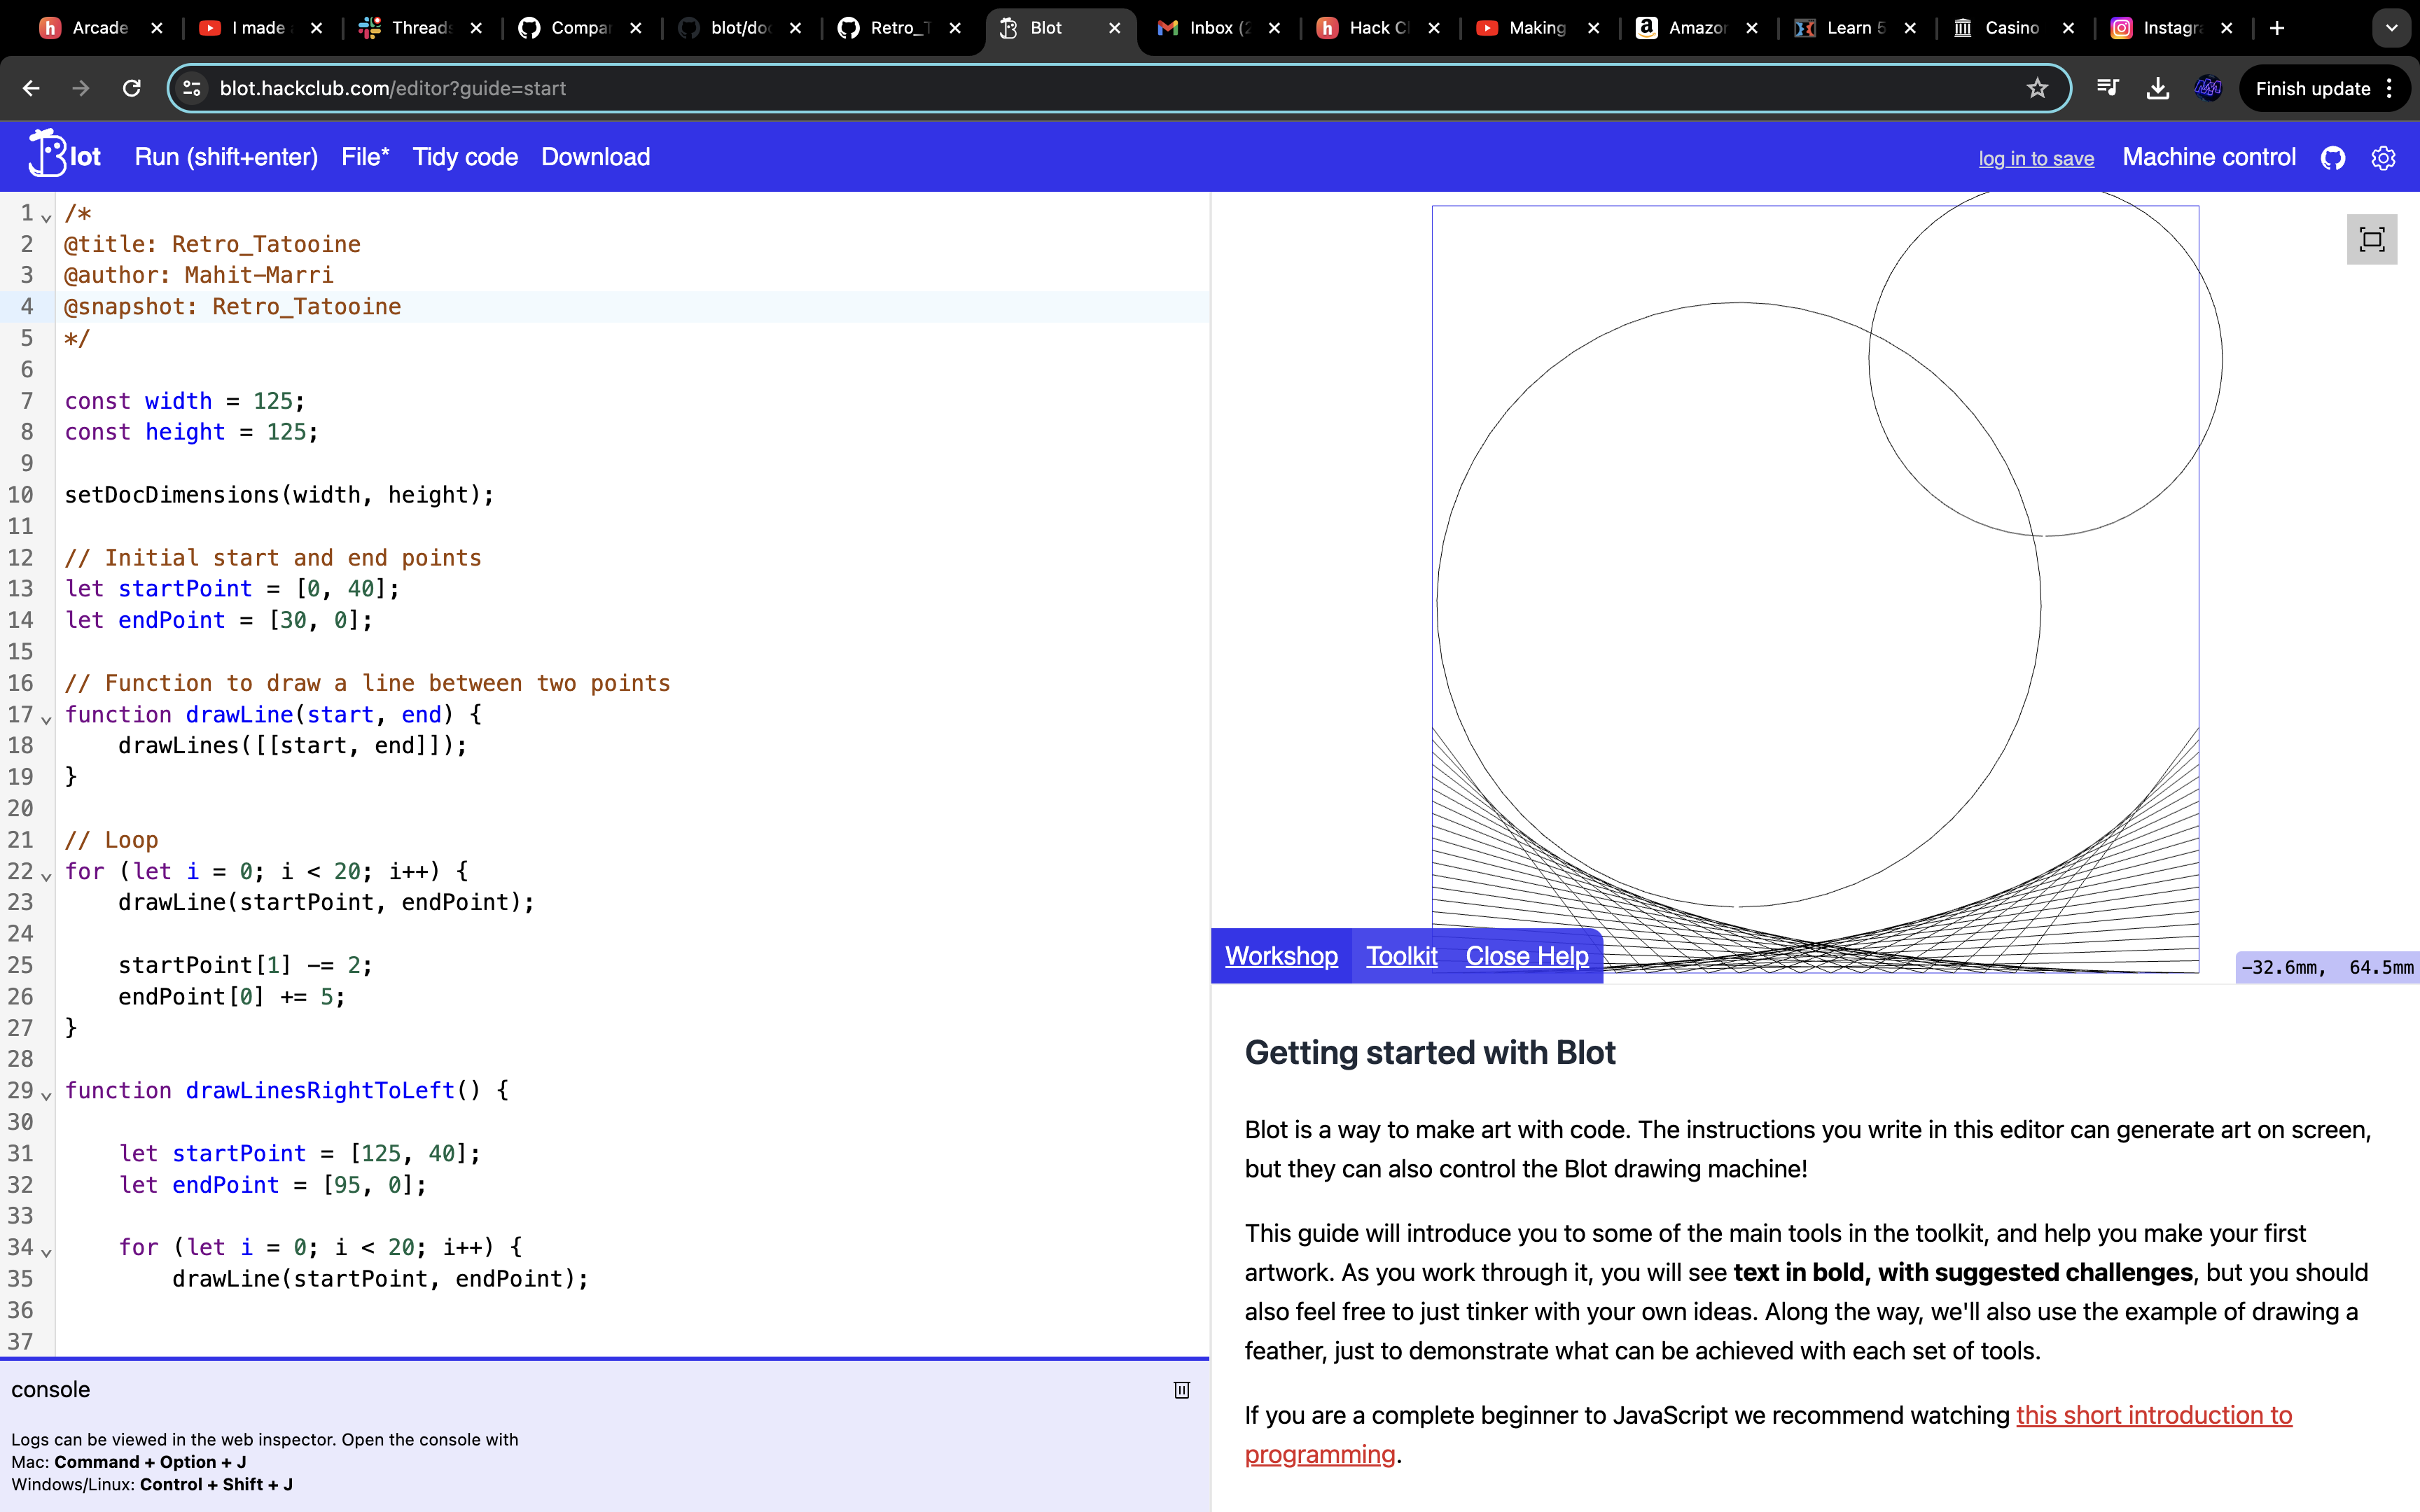 Arcade
I made
Threads
Compar
blot/doc
Retro_T
Blot
Inbox (2
Hack Cl
Making
Amazon
Learn 5
Casino
Instagra
blot.hackclub.com/editor?guide=start
Finish update
Blot
Run (shift+enter)
File*
Tidy code
Download
log in to save
Machine control
1 /*
2 @title: Retro_Tatooine
3 @author: Mahit-Marri
4 @snapshot: Retro_Tatooine
5 */
6
7 const width = 125;
8 const height = 125;
9
10 setDocDimensions(width, height);
11
12 // Initial start and end points
13 let startPoint = [0, 40];
14 let endPoint = [30, 0];
15
16 // Function to draw a line between two points
17 function drawLine(start, end) {
18     drawLines([[start, end]]);
19 }
20
21 // Loop
22 for (let i = 0; i < 20; i++) {
23     drawLine(startPoint, endPoint);
24
25     startPoint[1] -= 2;
26     endPoint[0] += 5;
27 }
28
29 function drawLinesRightToLeft() {
30
31     let startPoint = [125, 40];
32     let endPoint = [95, 0];
33
34     for (let i = 0; i < 20; i++) {
35         drawLine(startPoint, endPoint);
36
37
console
Logs can be viewed in the web inspector. Open the console with
Mac: Command + Option + J
Windows/Linux: Control + Shift + J
Workshop
Toolkit
Close Help
-32.6mm, 64.5mm
Getting started with Blot
Blot is a way to make art with code. The instructions you write in this editor can generate art on screen,
but they can also control the Blot drawing machine!
This guide will introduce you to some of the main tools in the toolkit, and help you make your first
artwork. As you work through it, you will see text in bold, with suggested challenges, but you should
also feel free to just tinker with your own ideas. Along the way, we'll also use the example of drawing a
feather, just to demonstrate what can be achieved with each set of tools.
If you are a complete beginner to JavaScript we recommend watching this short introduction to
programming.